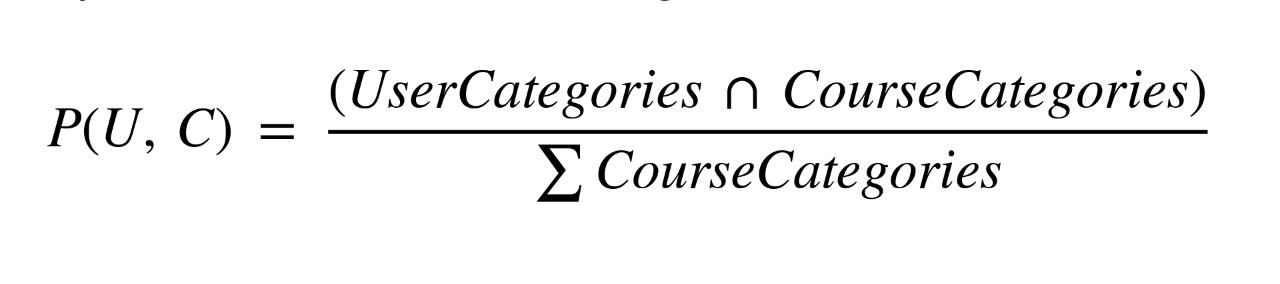 P(U, C) = (UserCategories ∩ CourseCategories)
∑ CourseCategories